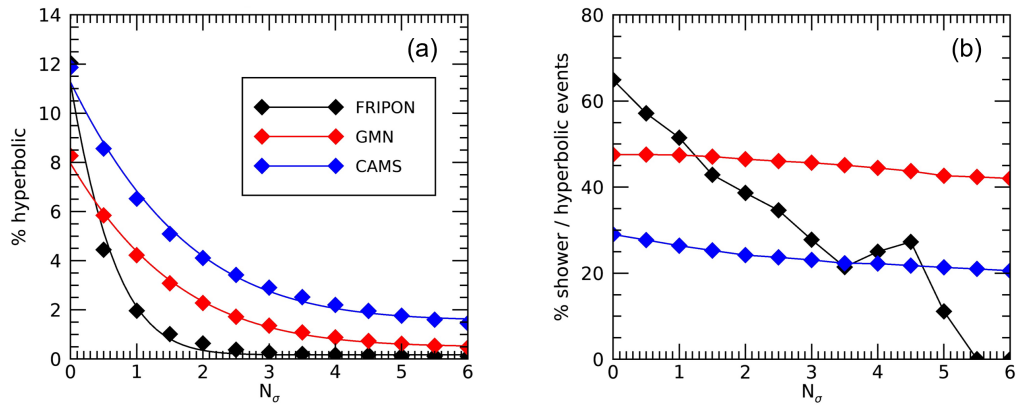 14
12
10
8
6
4
2
0
% hyperbolic
(a)
FRIPON
GMN
CAMS
0 1 2 3 4 5 6
Nσ
80
60
40
20
0
% shower / hyperbolic events
(b)
0 1 2 3 4 5 6
Nσ